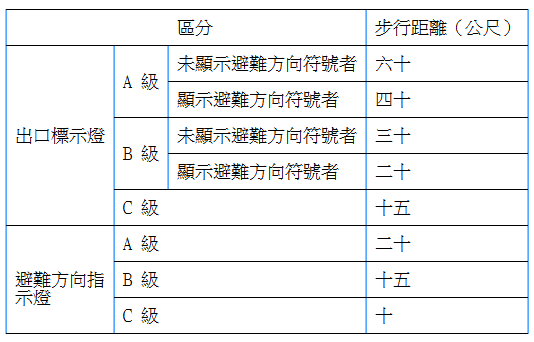 區分 步行距離（公尺）
出口標示燈 A 級 未顯示避難方向符號者 六十
顯示避難方向符號者 四十
B 級 未顯示避難方向符號者 三十
顯示避難方向符號者 二十
C 級 十五
避難方向指
示燈
A 級 二十
B 級 十五
C 級 十